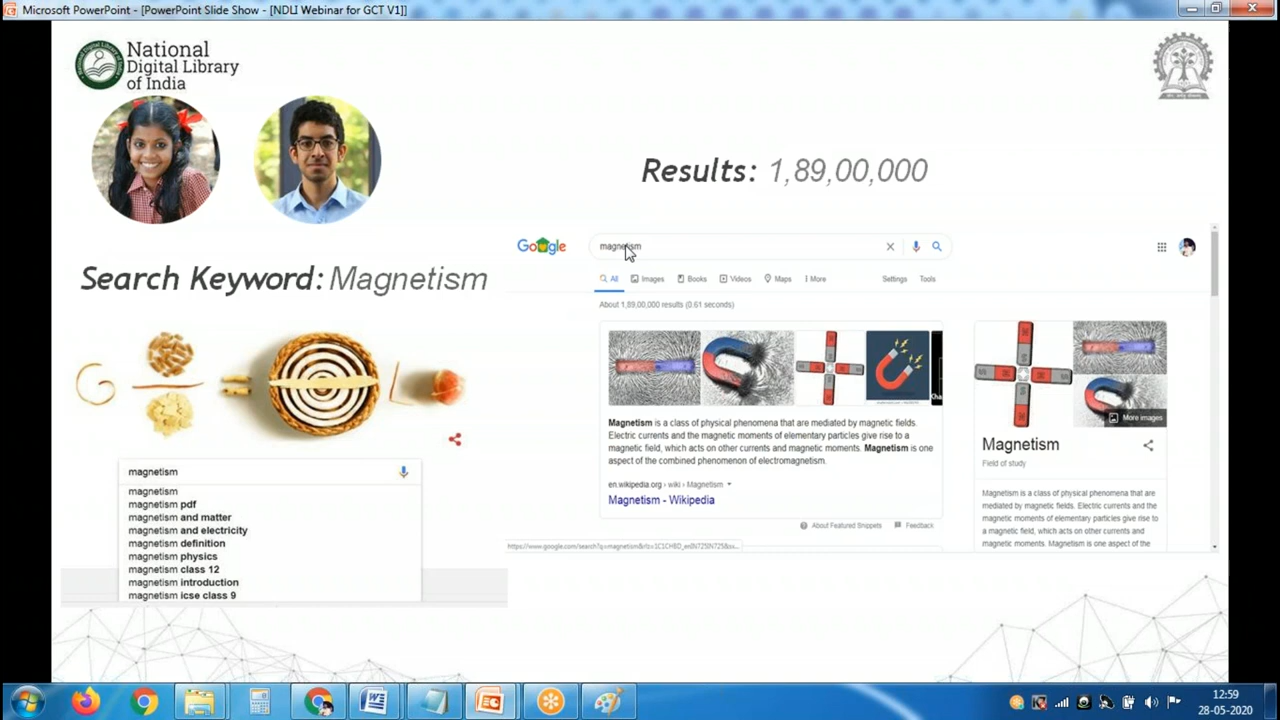 Microsoft PowerPoint - [PowerPoint Slide Show - [NDLI Webinar for GCT V1]]
National
Digital Library
of India
Results: 1,89,00,000
Search Keyword: Magnetism
Google
magnetism
All Images Books Videos Maps More Settings Tools
About 1,89,00,000 results (0.61 seconds)
Magnetism is a class of physical phenomena that are mediated by magnetic fields.
Electric currents and the magnetic moments of elementary particles give rise to a
magnetic field, which acts on other currents and magnetic moments. Magnetism is one
aspect of the combined phenomenon of electromagnetism.
en.wikipedia.org › wiki › Magnetism
Magnetism - Wikipedia
About Featured Snippets Feedback
More images
Magnetism
Field of study
Magnetism is a class of physical phenomena that are
mediated by magnetic fields. Electric currents and the
magnetic moments of elementary particles give rise to
a magnetic field, which acts on other currents and
magnetic moments. Magnetism is one aspect of the
magnetism
magnetism
magnetism pdf
magnetism and matter
magnetism and electricity
magnetism definition
magnetism physics
magnetism class 12
magnetism introduction
magnetism icse class 9
12:59
28-05-2020